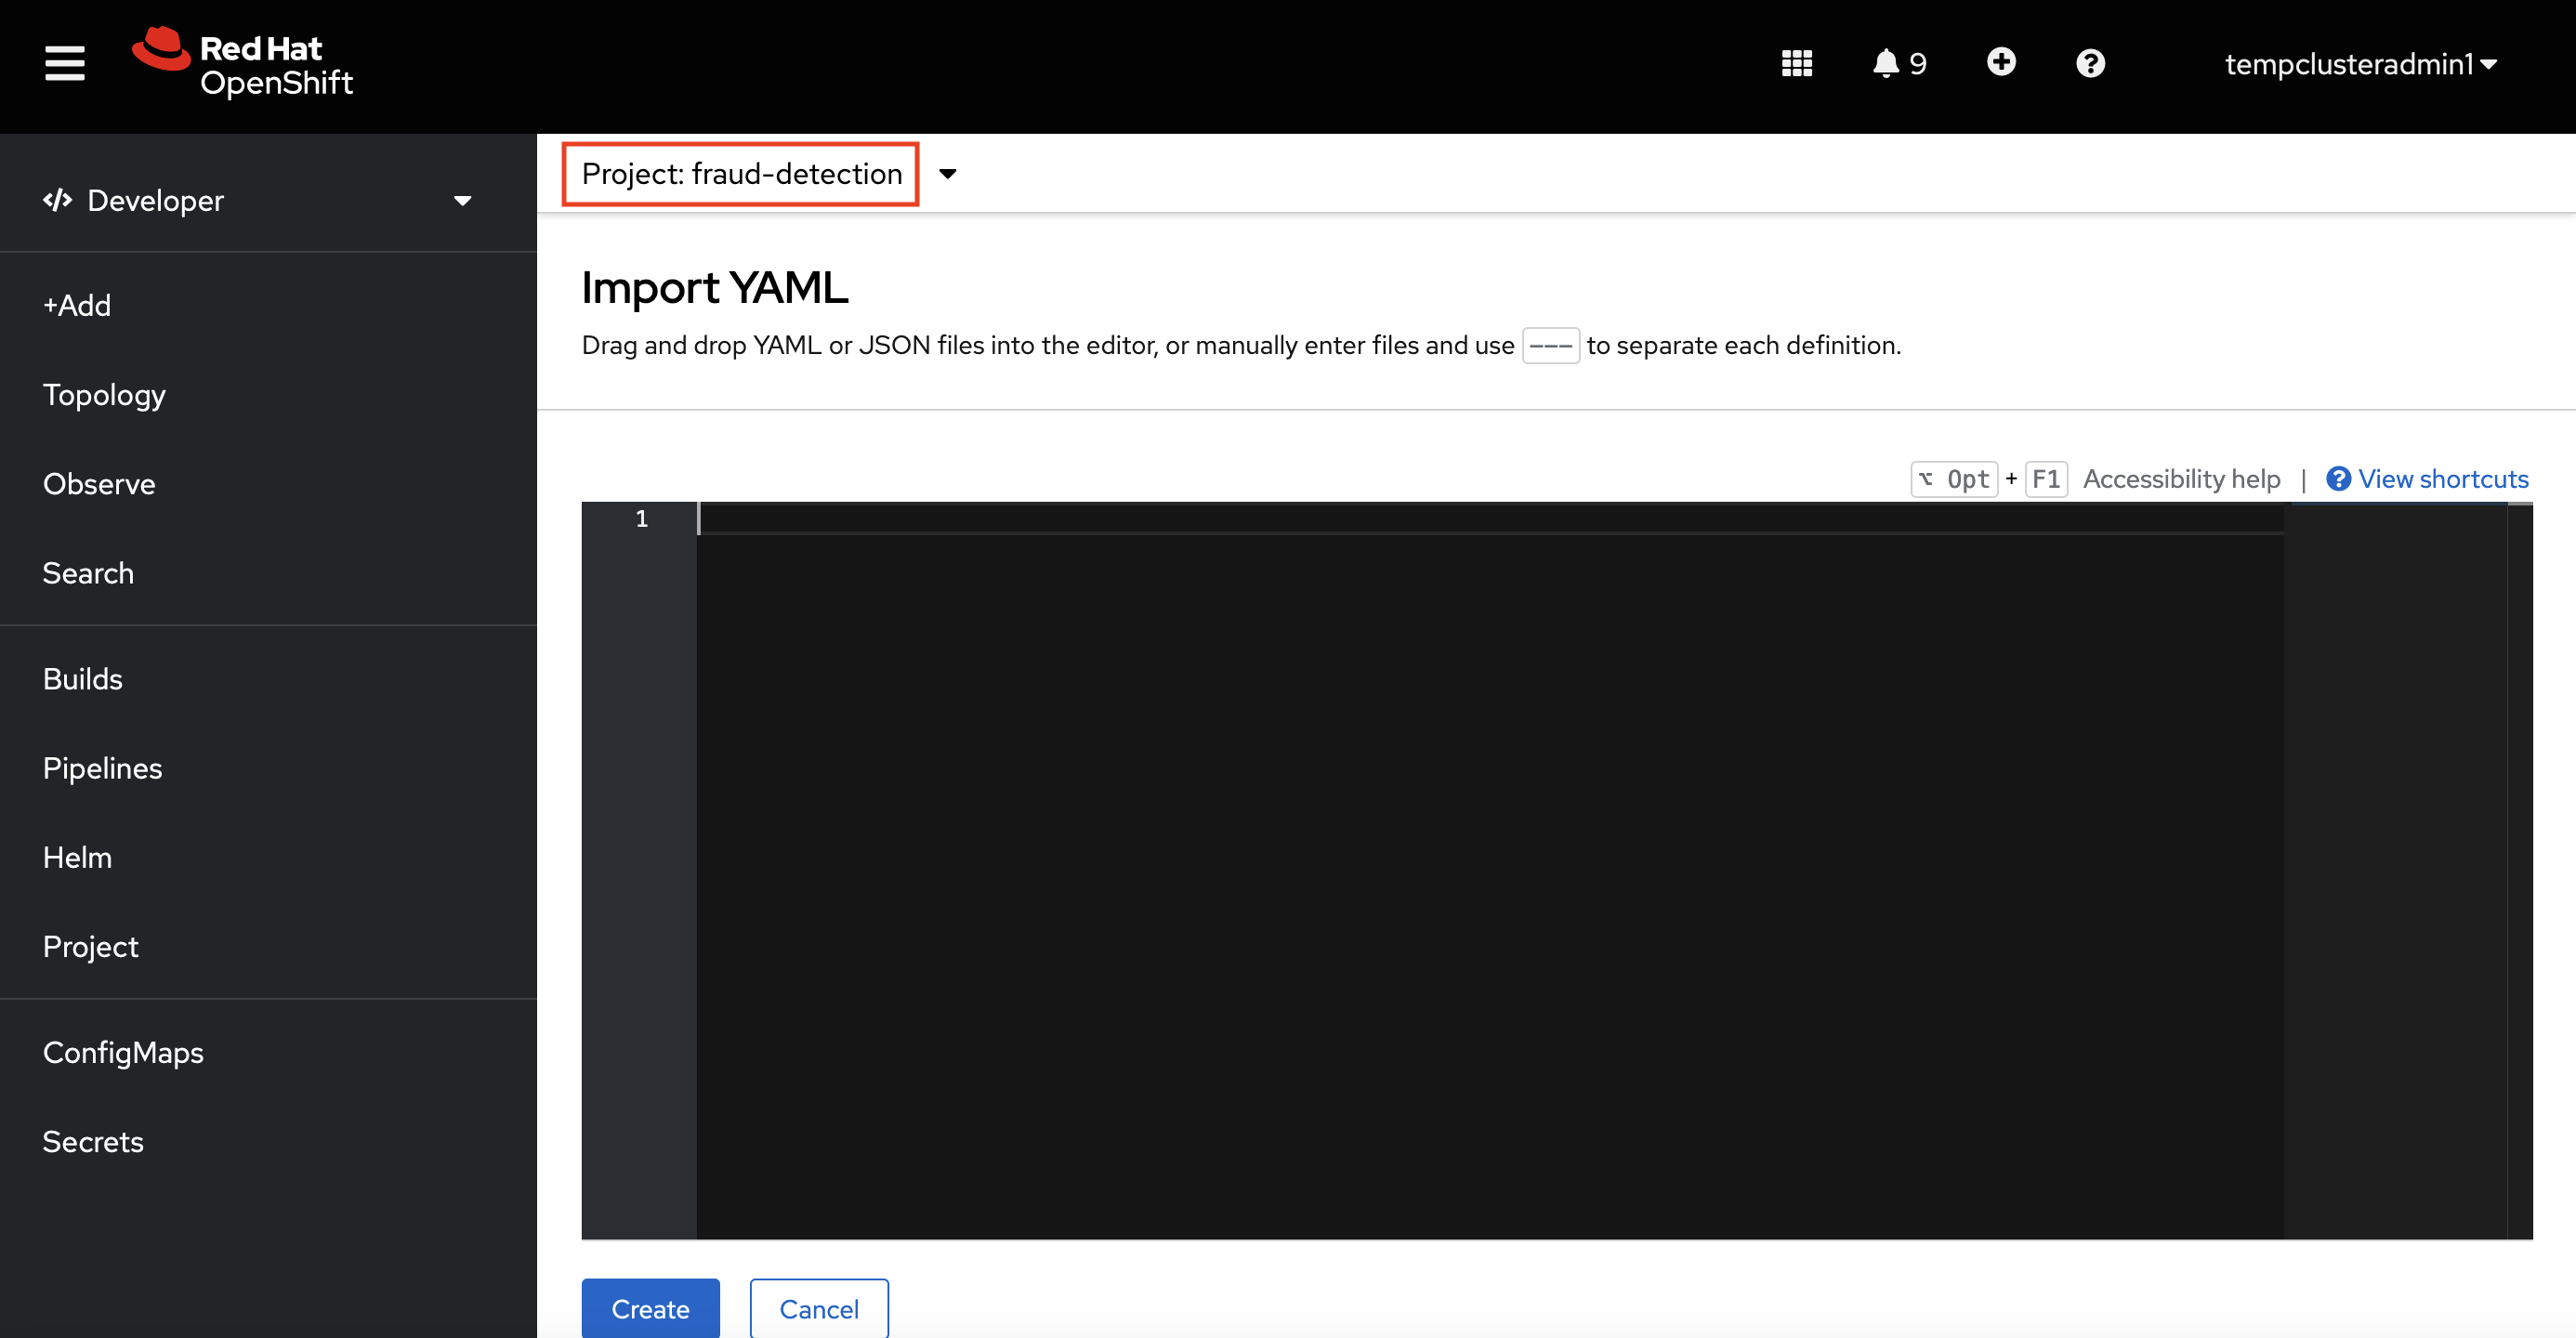 Red Hat
OpenShift
9
tempclusteradmin1
Developer
+Add
Topology
Observe
Search
Builds
Pipelines
Helm
Project
ConfigMaps
Secrets
Project: fraud-detection
Import YAML
Drag and drop YAML or JSON files into the editor, or manually enter files and use --- to separate each definition.
⌥ Opt + F1 Accessibility help | View shortcuts
1
Create Cancel